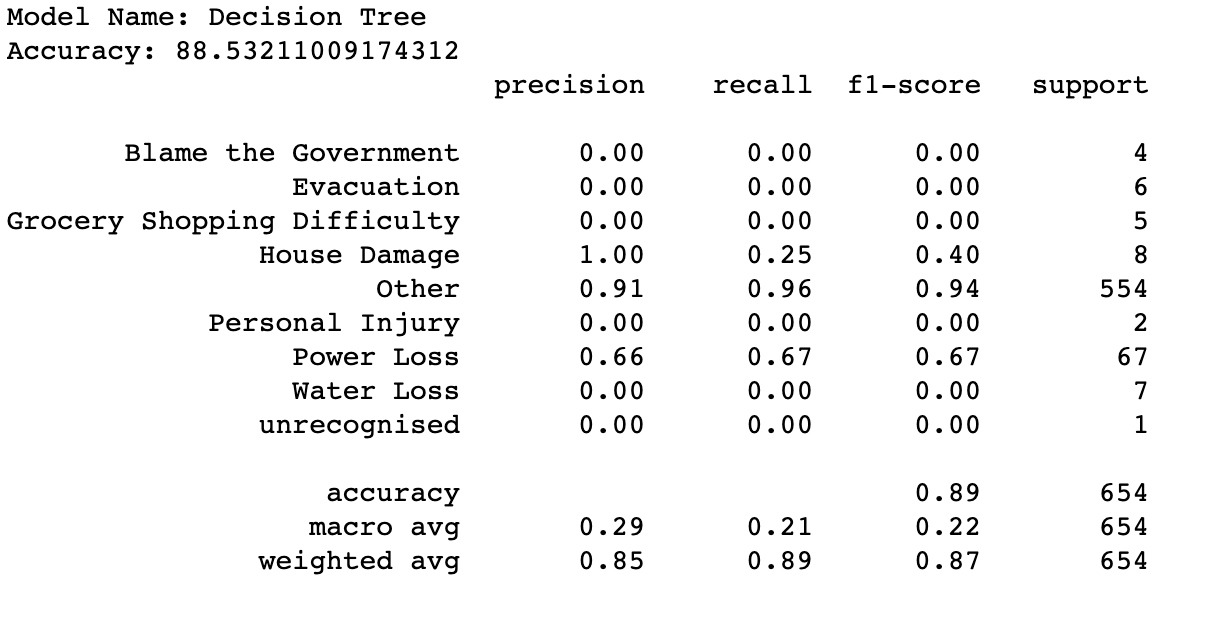 Model Name: Decision Tree
Accuracy: 88.53211009174312
precision recall f1-score support
Blame the Government 0.00 0.00 0.00 4
Evacuation 0.00 0.00 0.00 6
Grocery Shopping Difficulty 0.00 0.00 0.00 5
House Damage 1.00 0.25 0.40 8
Other 0.91 0.96 0.94 554
Personal Injury 0.00 0.00 0.00 2
Power Loss 0.66 0.67 0.67 67
Water Loss 0.00 0.00 0.00 7
unrecognised 0.00 0.00 0.00 1
accuracy 0.89 654
macro avg 0.29 0.21 0.22 654
weighted avg 0.85 0.89 0.87 654